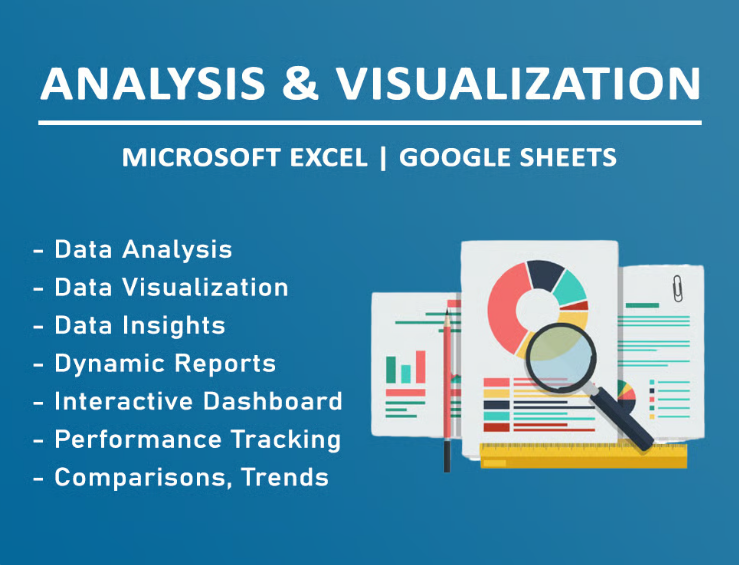 ANALYSIS & VISUALIZATION
MICROSOFT EXCEL | GOOGLE SHEETS
- Data Analysis
- Data Visualization
- Data Insights
- Dynamic Reports
- Interactive Dashboard
- Performance Tracking
- Comparisons, Trends